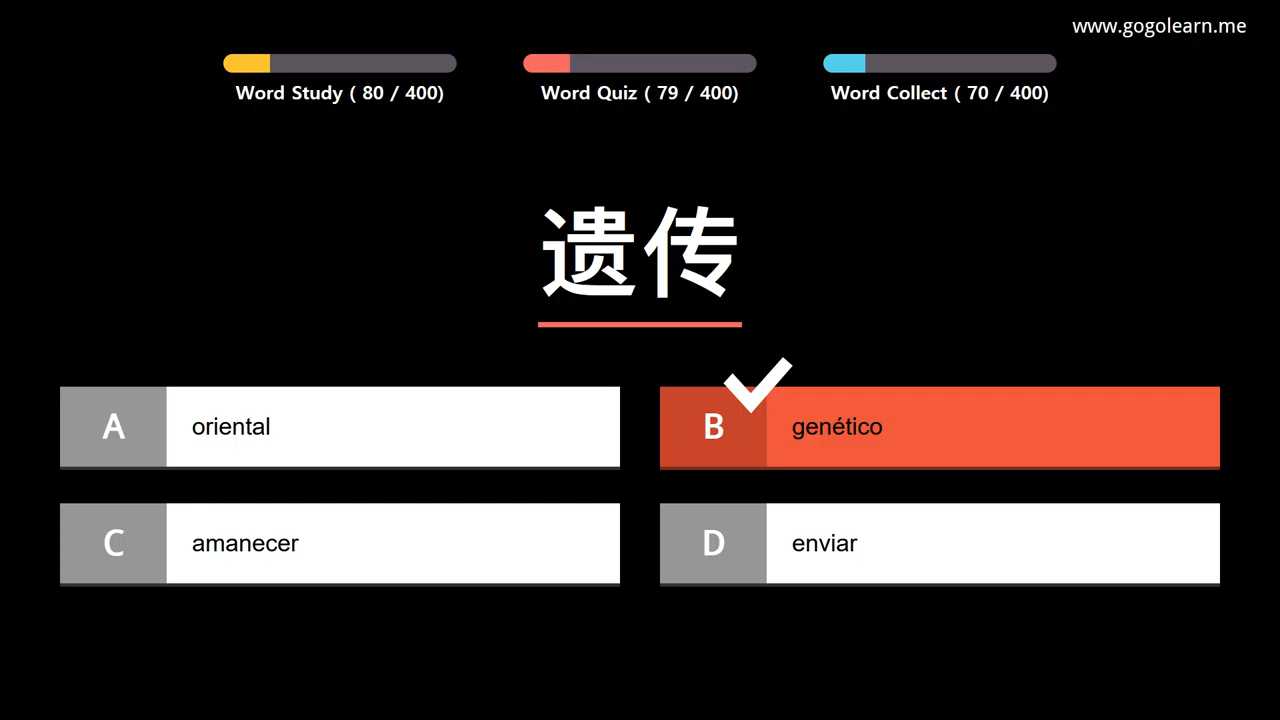 www.gogolearn.me
Word Study ( 80 / 400)
Word Quiz ( 79 / 400)
Word Collect ( 70 / 400)
遗传
A oriental
B genético
C amanecer
D enviar